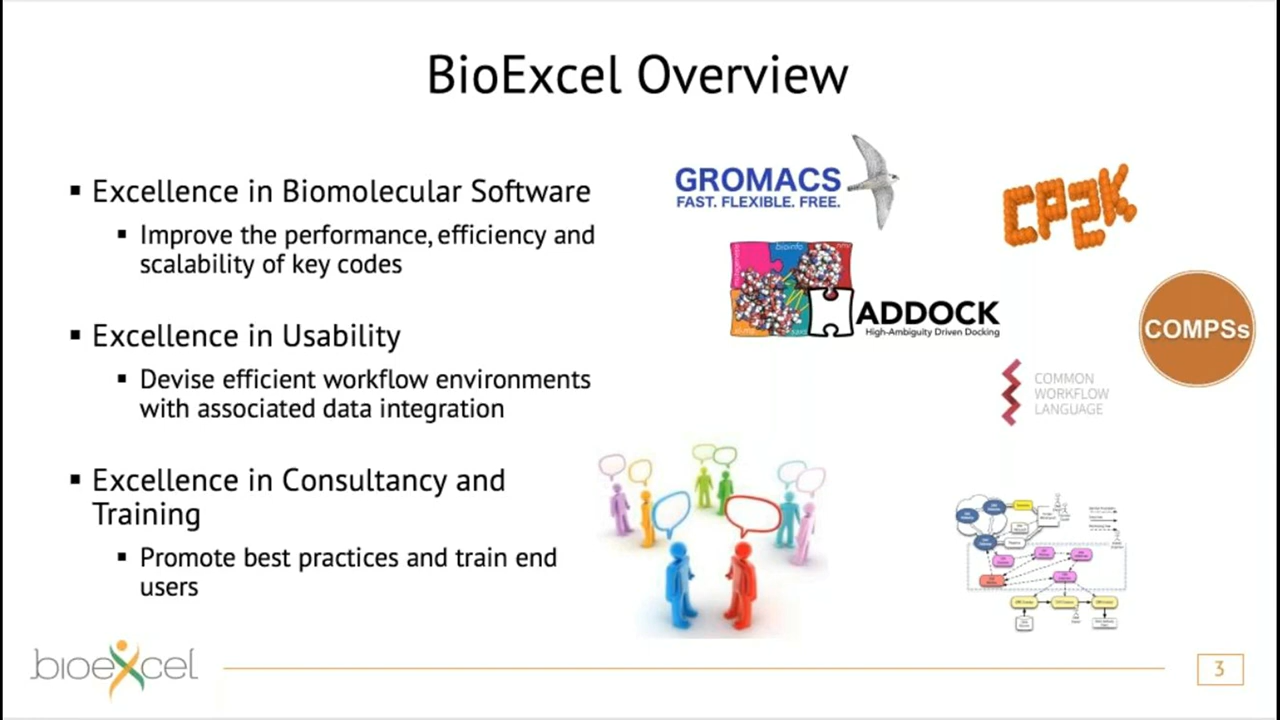 BioExcel Overview
▪ Excellence in Biomolecular Software
▪ Improve the performance, efficiency and
scalability of key codes
▪ Excellence in Usability
▪ Devise efficient workflow environments
with associated data integration
▪ Excellence in Consultancy and
Training
▪ Promote best practices and train end
users
GROMACS
FAST. FLEXIBLE. FREE.
CP2K
bioinfo
ADDOCK
High-Ambiguity Driven Docking
COMPSs
COMMON
WORKFLOW
LANGUAGE
bioexcel
3